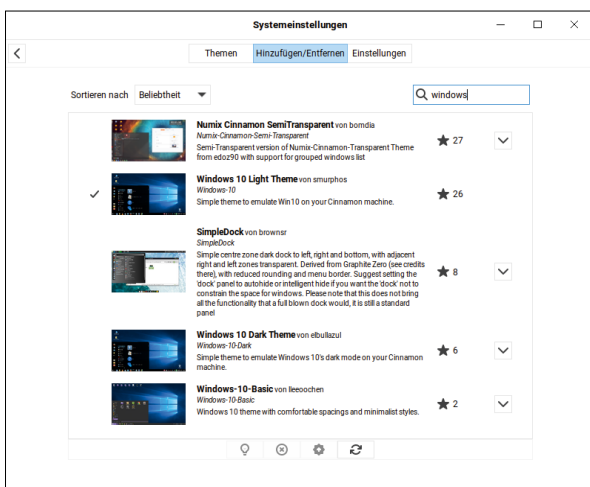 Systemeinstellungen
Themen Hinzufügen/Entfernen Einstellungen
Sortieren nach Beliebtheit windows
Numix Cinnamon SemiTransparent von bomdia
Numix-Cinnamon-Semi-Transparent
Semi-Transparent version of Numix-Cinnamon-Transparent Theme
from edoz90 with support for grouped windows list
27
Windows 10 Light Theme von smurphos
Windows-10
Simple theme to emulate Win10 on your Cinnamon machine.
26
SimpleDock von brownsr
SimpleDock
Simple centre zone dark dock to left, right and bottom, with adjacent
right and left zones transparent. Derived from Graphite Zero (see credits
there), with reduced rounding and menu border. Suggest setting the
'dock' panel to autohide or intelligent hide if you want the 'dock' not to
constrain the space for windows. Please note that this does not bring
all the functionality that a full blown dock would, it is still a standard
panel
8
Windows 10 Dark Theme von elbullazul
Windows-10-Dark
Simple theme to emulate Windows 10's dark mode on your Cinnamon
machine.
6
Windows-10-Basic von lleeoochen
Windows-10-Basic
Windows 10 theme with comfortable spacings and minimalist styles.
2